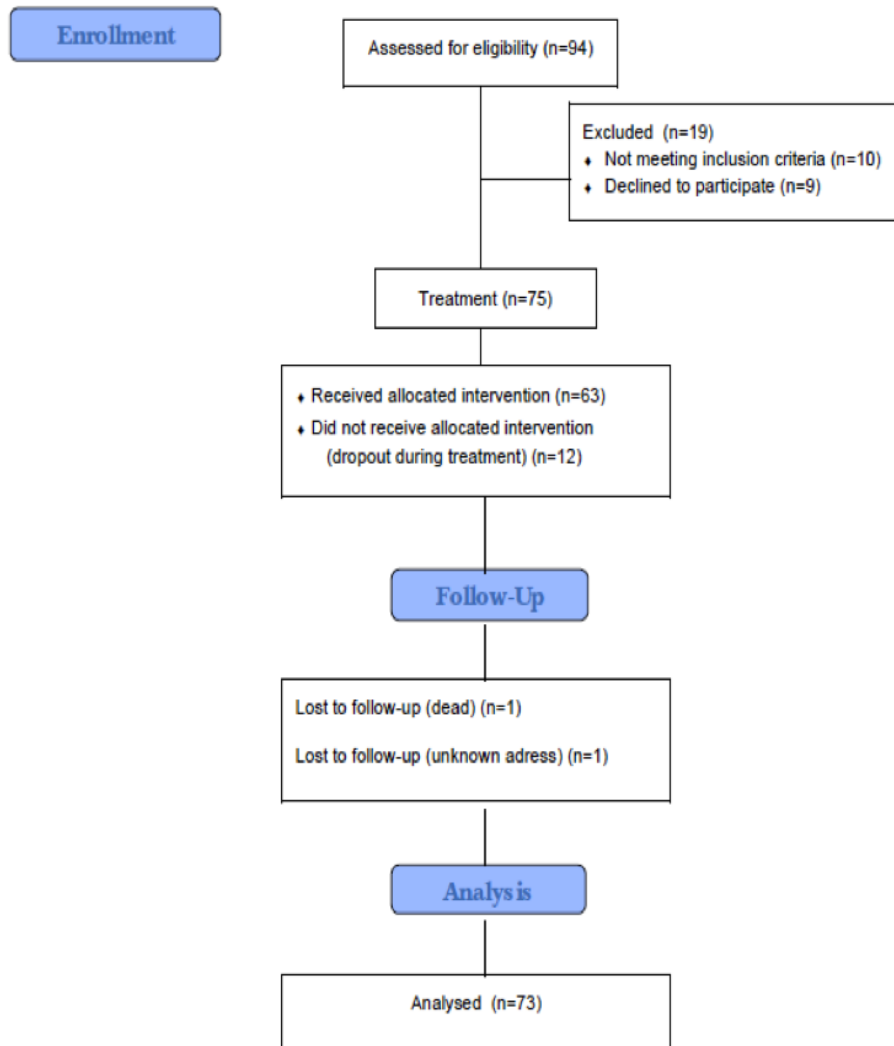 Enrollment
Assessed for eligibility (n=94)
Excluded (n=19)
♦ Not meeting inclusion criteria (n=10)
♦ Declined to participate (n=9)
Treatment (n=75)
♦ Received allocated intervention (n=63)
♦ Did not receive allocated intervention
(dropout during treatment) (n=12)
Follow-Up
Lost to follow-up (dead) (n=1)
Lost to follow-up (unknown adress) (n=1)
Analysis
Analysed (n=73)